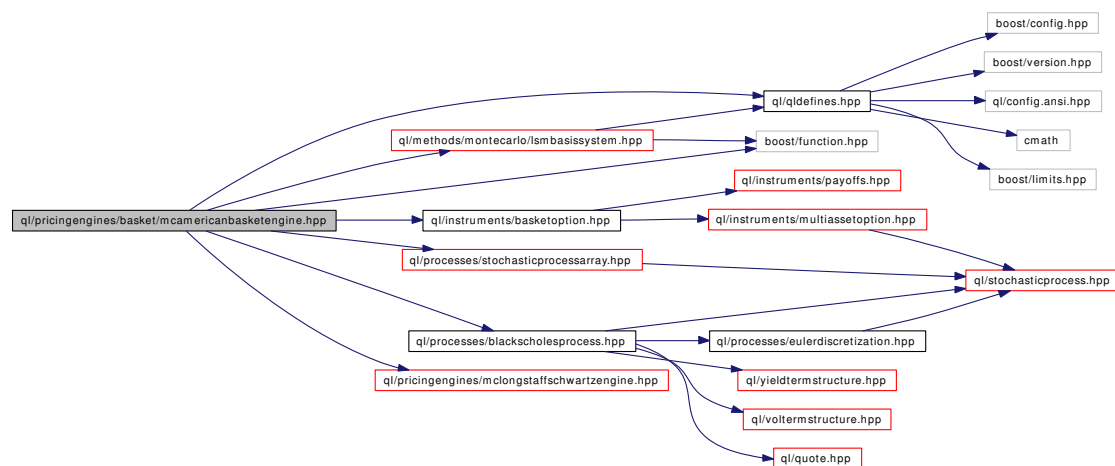 boost/config.hpp
boost/version.hpp
ql/qldefines.hpp
ql/config.ansi.hpp
ql/methods/montecarlo/lsmbasissystem.hpp
boost/function.hpp
cmath
boost/limits.hpp
ql/instruments/payoffs.hpp
ql/pricingengines/basket/mcamericanbasketengine.hpp
ql/instruments/basketoption.hpp
ql/instruments/multiassetoption.hpp
ql/processes/stochasticprocessarray.hpp
ql/stochasticprocess.hpp
ql/processes/blackscholesprocess.hpp
ql/processes/eulerdiscretization.hpp
ql/pricingengines/mclongstaffschwartzengine.hpp
ql/yieldtermstructure.hpp
ql/voltermstructure.hpp
ql/quote.hpp